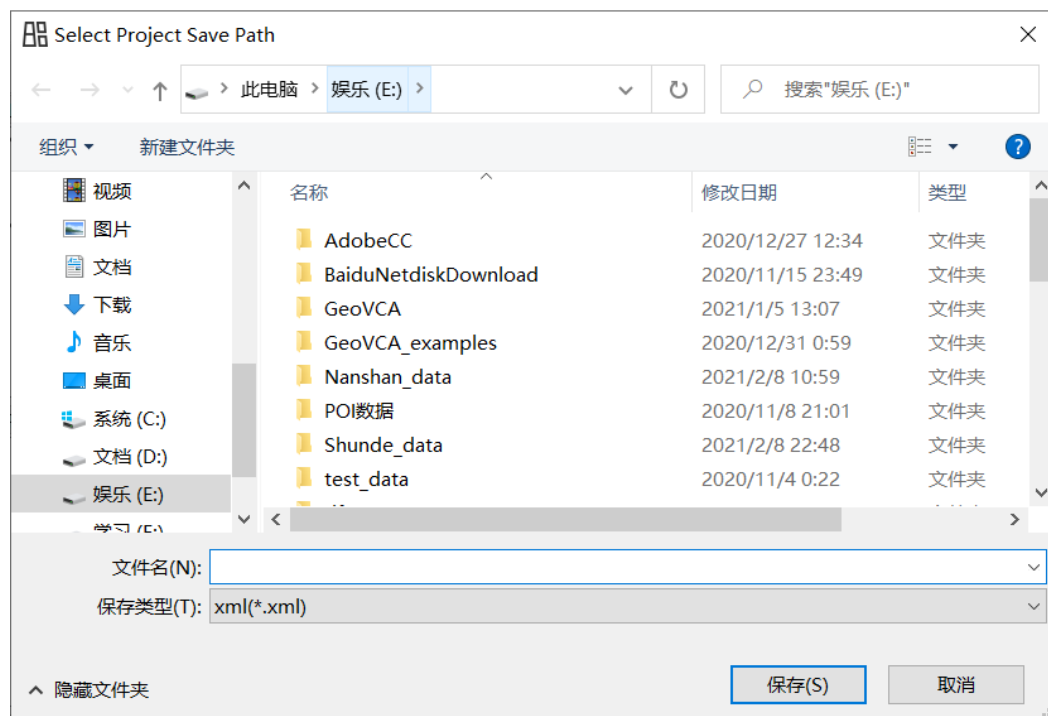 Select Project Save Path
此电脑 娱乐 (E:) 搜索"娱乐 (E:)"
组织 新建文件夹
视频
图片
文档
下载
音乐
桌面
系统 (C:)
文档 (D:)
娱乐 (E:)
学习 (F:)
名称 修改日期 类型
AdobeCC 2020/12/27 12:34 文件夹
BaiduNetdiskDownload 2020/11/15 23:49 文件夹
GeoVCA 2021/1/5 13:07 文件夹
GeoVCA_examples 2020/12/31 0:59 文件夹
Nanshan_data 2021/2/8 10:59 文件夹
POI数据 2020/11/8 21:01 文件夹
Shunde_data 2021/2/8 22:48 文件夹
test_data 2020/11/4 0:22 文件夹
文件名(N):
保存类型(T): xml(*.xml)
隐藏文件夹 保存(S) 取消